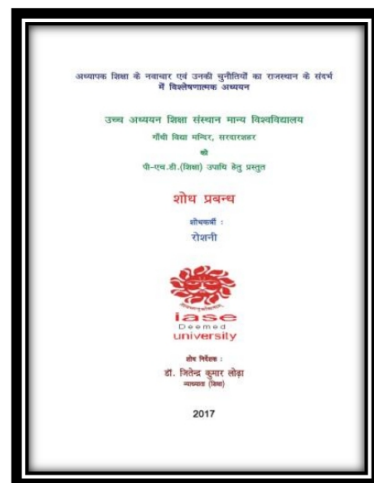 अध्यापक शिक्षा के नवाचार एवं उनकी चुनौतियों का राजस्थान के संदर्भ
में विश्लेषणात्मक अध्ययन
उच्च अध्ययन शिक्षा संस्थान मान्य विश्वविद्यालय
गाँधी विद्या मन्दिर, सरदारशहर
की
पी-एच.डी.(शिक्षा) उपाधि हेतु प्रस्तुत
शोध प्रबन्ध
शोधकर्त्री :
रोशनी
iase
Deemed
university
शोध निर्देशक :
डॉ. जितेन्द्र कुमार लोढ़ा
व्याख्याता (शिक्षा)
2017